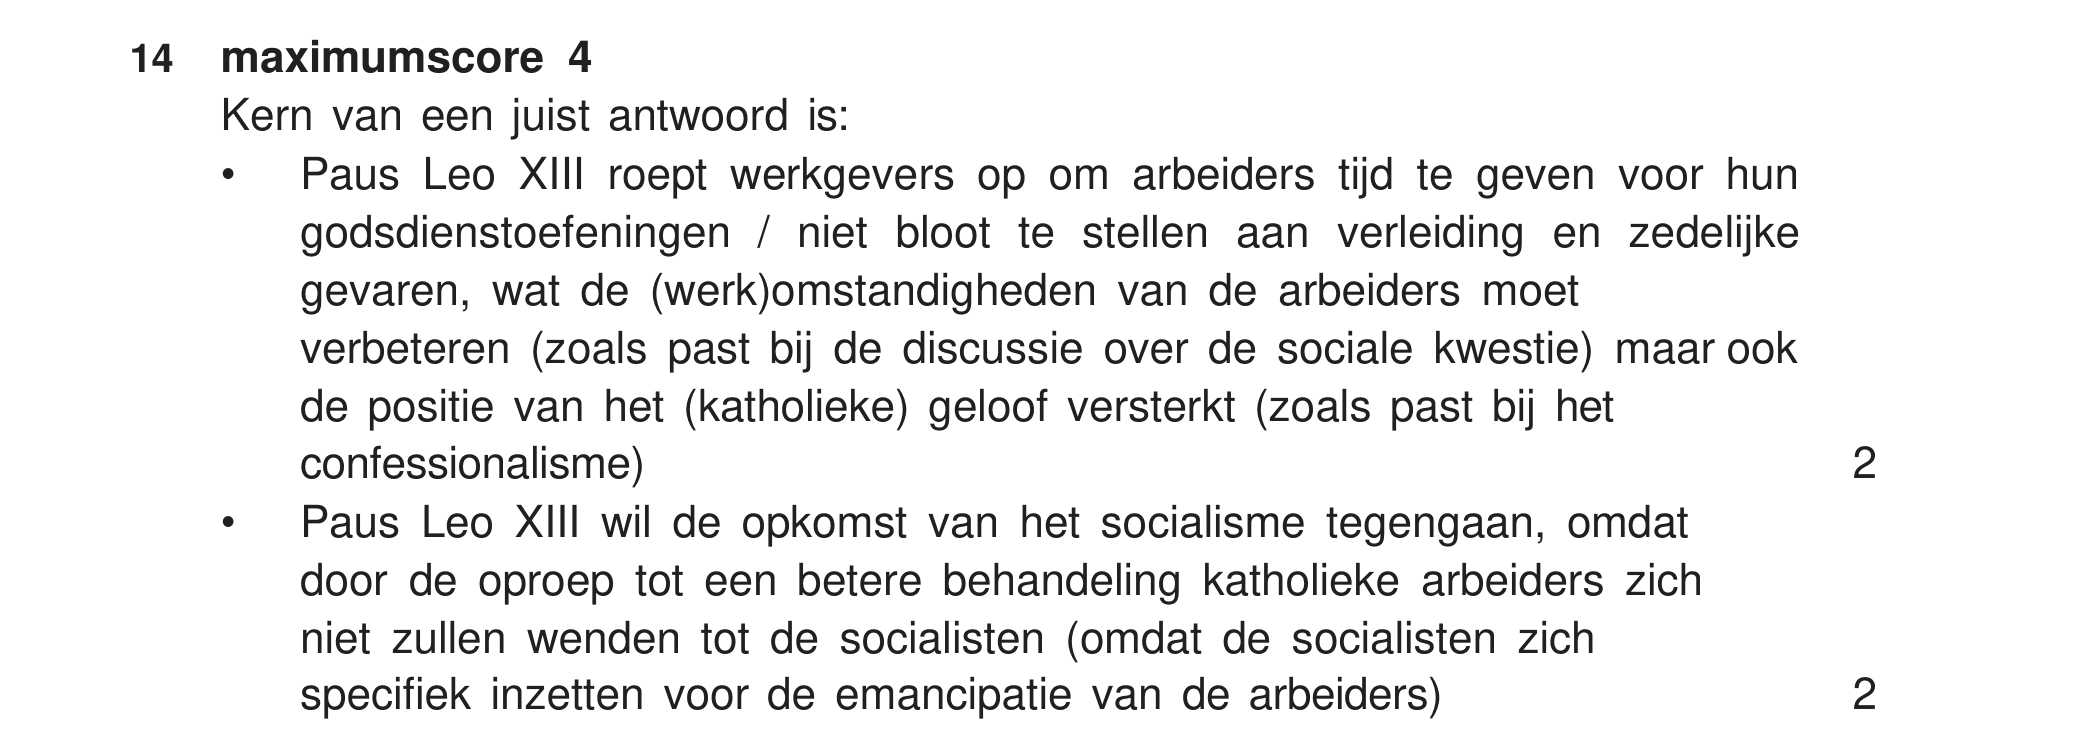 14 maximumscore 4
Kern van een juist antwoord is:
• Paus Leo XIII roept werkgevers op om arbeiders tijd te geven voor hun
godsdienstoefeningen / niet bloot te stellen aan verleiding en zedelijke
gevaren, wat de (werk)omstandigheden van de arbeiders moet
verbeteren (zoals past bij de discussie over de sociale kwestie) maar ook
de positie van het (katholieke) geloof versterkt (zoals past bij het
confessionalisme) 2
• Paus Leo XIII wil de opkomst van het socialisme tegengaan, omdat
door de oproep tot een betere behandeling katholieke arbeiders zich
niet zullen wenden tot de socialisten (omdat de socialisten zich
specifiek inzetten voor de emancipatie van de arbeiders) 2